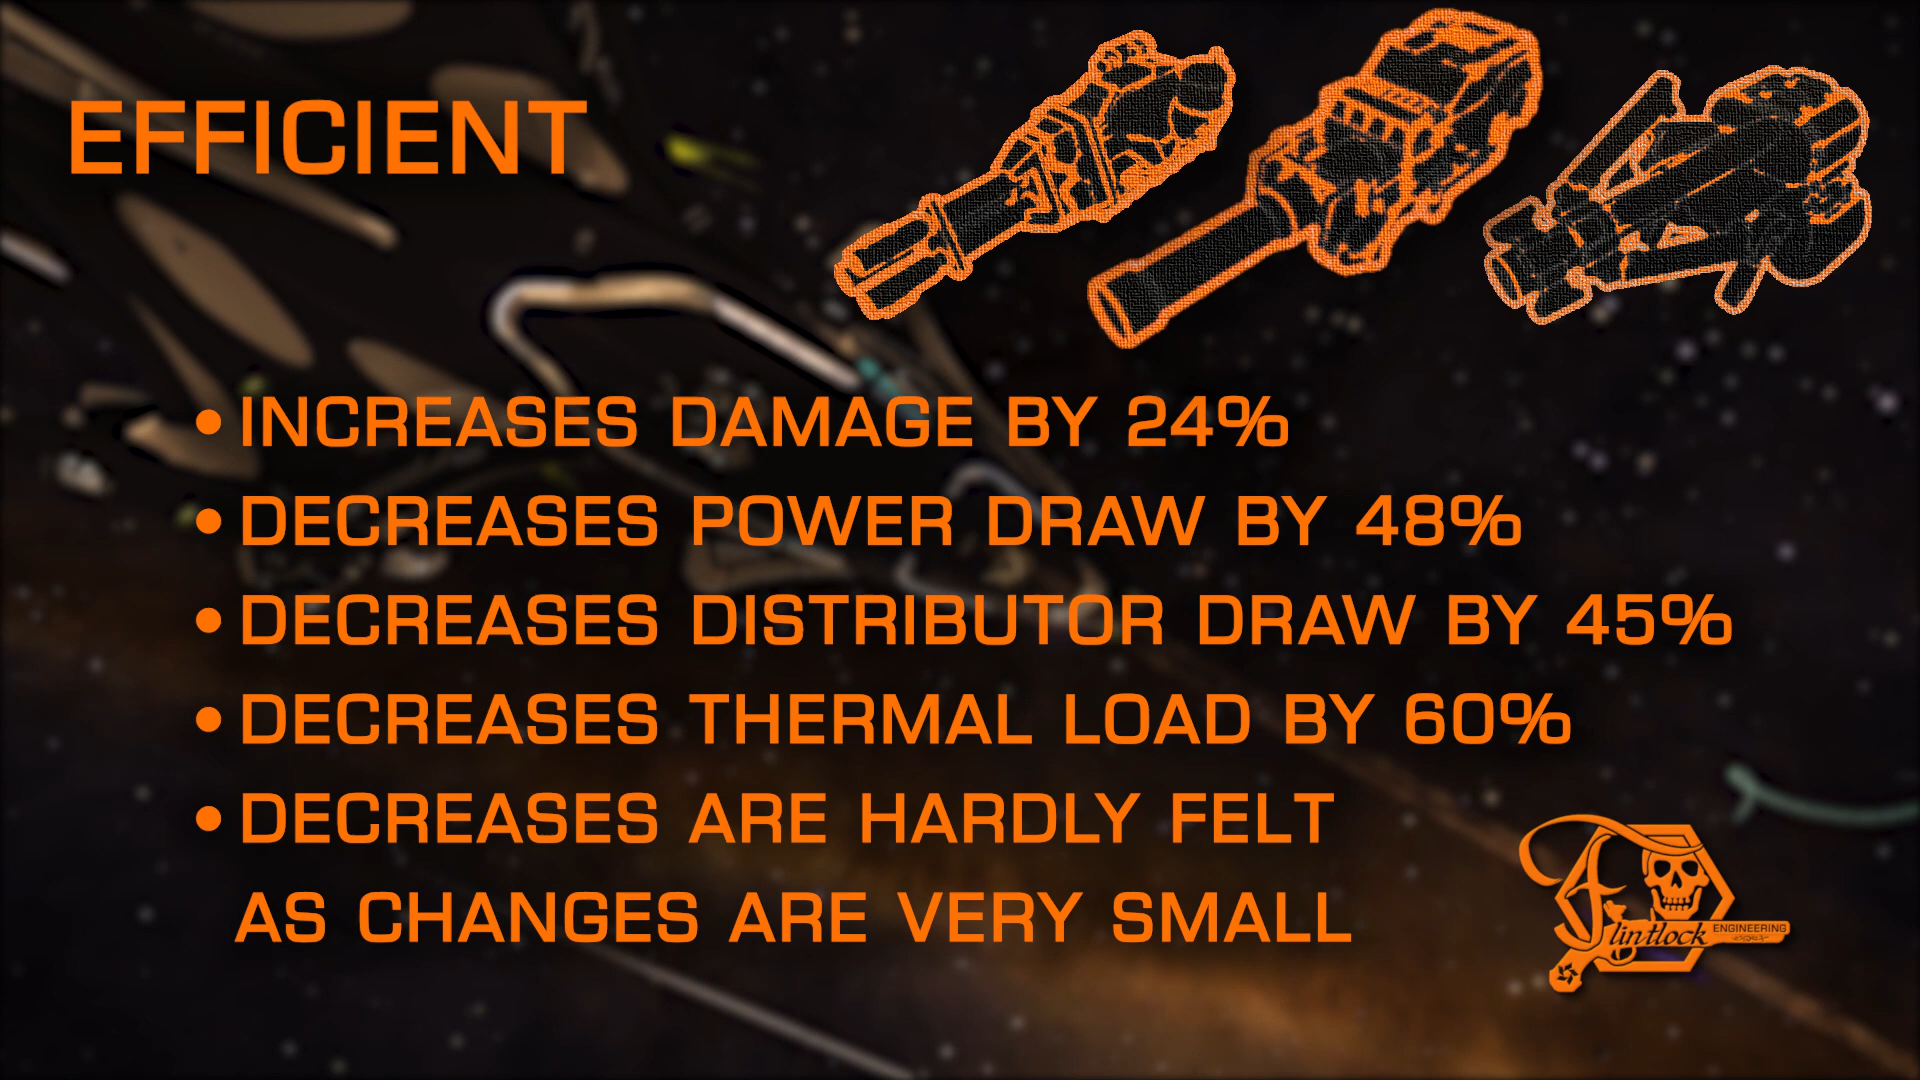 EFFICIENT
• INCREASES DAMAGE BY 24%
• DECREASES POWER DRAW BY 48%
• DECREASES DISTRIBUTOR DRAW BY 45%
• DECREASES THERMAL LOAD BY 60%
• DECREASES ARE HARDLY FELT
AS CHANGES ARE VERY SMALL
Flintlock ENGINEERING